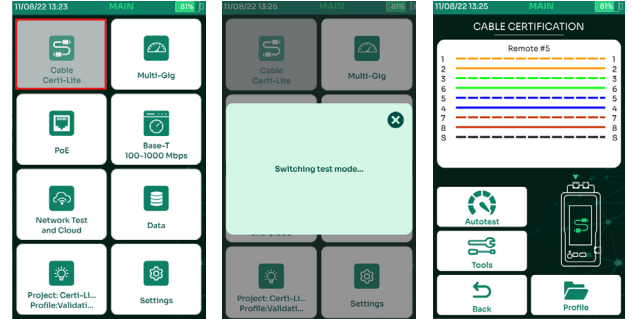 11/08/22 13:23 MAIN 81%
Cable
Certi-Lite
Multi-Gig
PoE
Base-T
100-1000 Mbps
Network Test
and Cloud
Data
Project: Certi-Li...
Profile:Validati...
Settings
11/08/22 13:25 MAIN 81%
Cable
Certi-Lite
Multi-Gig
Switching test mode...
and Cloud
Project: Certi-Li...
Profile:Validati...
Settings
11/08/22 13:25 MAIN 81%
CABLE CERTIFICATION
Remote #5
1 1
2 2
3 3
6 6
5 5
4 4
7 7
8 8
S S
Autotest
Tools
Back
Profile